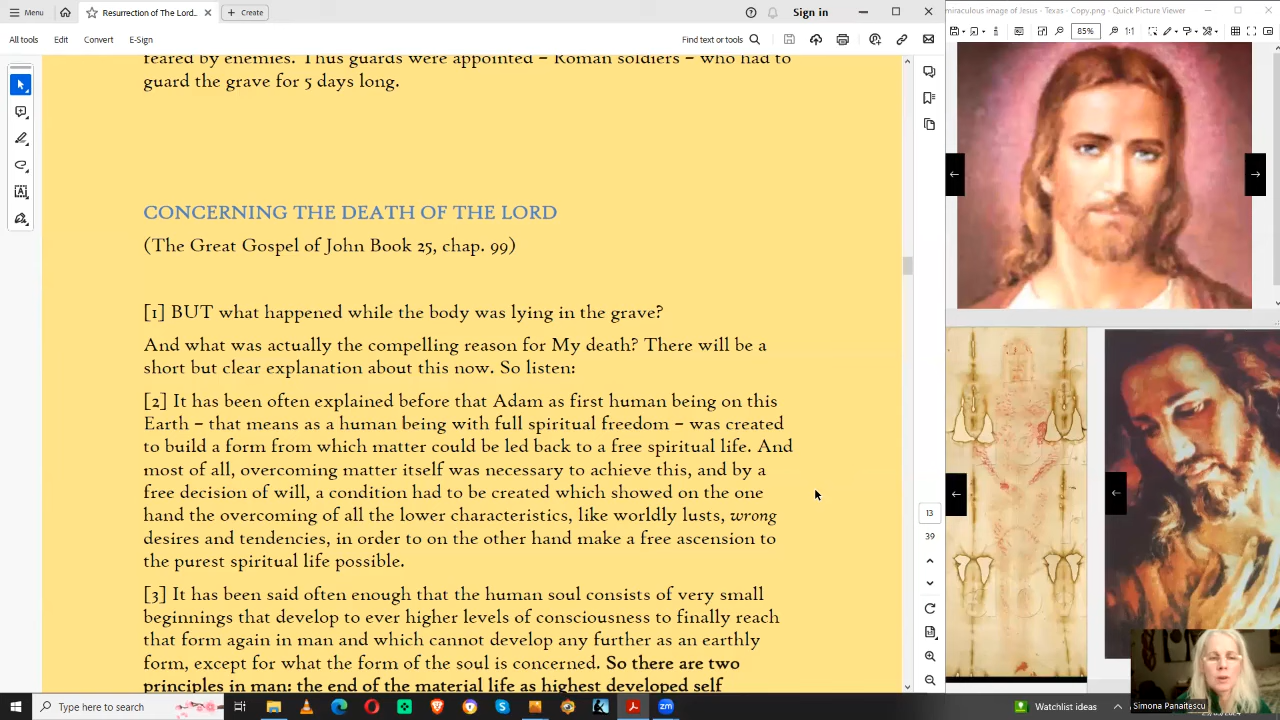 Menu
Resurrection of The Lord..
Create
Sign in
miraculous image of Jesus - Texas - Copy.png - Quick Picture Viewer
All tools
Edit
Convert
E-Sign
Find text or tools
85%
1:1
feared by enemies. Thus guards were appointed – Roman soldiers – who had to
guard the grave for 5 days long.
CONCERNING THE DEATH OF THE LORD
(The Great Gospel of John Book 25, chap. 99)
[1] BUT what happened while the body was lying in the grave?
And what was actually the compelling reason for My death? There will be a
short but clear explanation about this now. So listen:
[2] It has been often explained before that Adam as first human being on this
Earth – that means as a human being with full spiritual freedom – was created
to build a form from which matter could be led back to a free spiritual life. And
most of all, overcoming matter itself was necessary to achieve this, and by a
free decision of will, a condition had to be created which showed on the one
hand the overcoming of all the lower characteristics, like worldly lusts, wrong
desires and tendencies, in order to on the other hand make a free ascension to
the purest spiritual life possible.
[3] It has been said often enough that the human soul consists of very small
beginnings that develop to ever higher levels of consciousness to finally reach
that form again in man and which cannot develop any further as an earthly
form, except for what the form of the soul is concerned. So there are two
principles in man: the end of the material life as highest developed self
13
39
Simona Panaitescu
Type here to search
Watchlist ideas